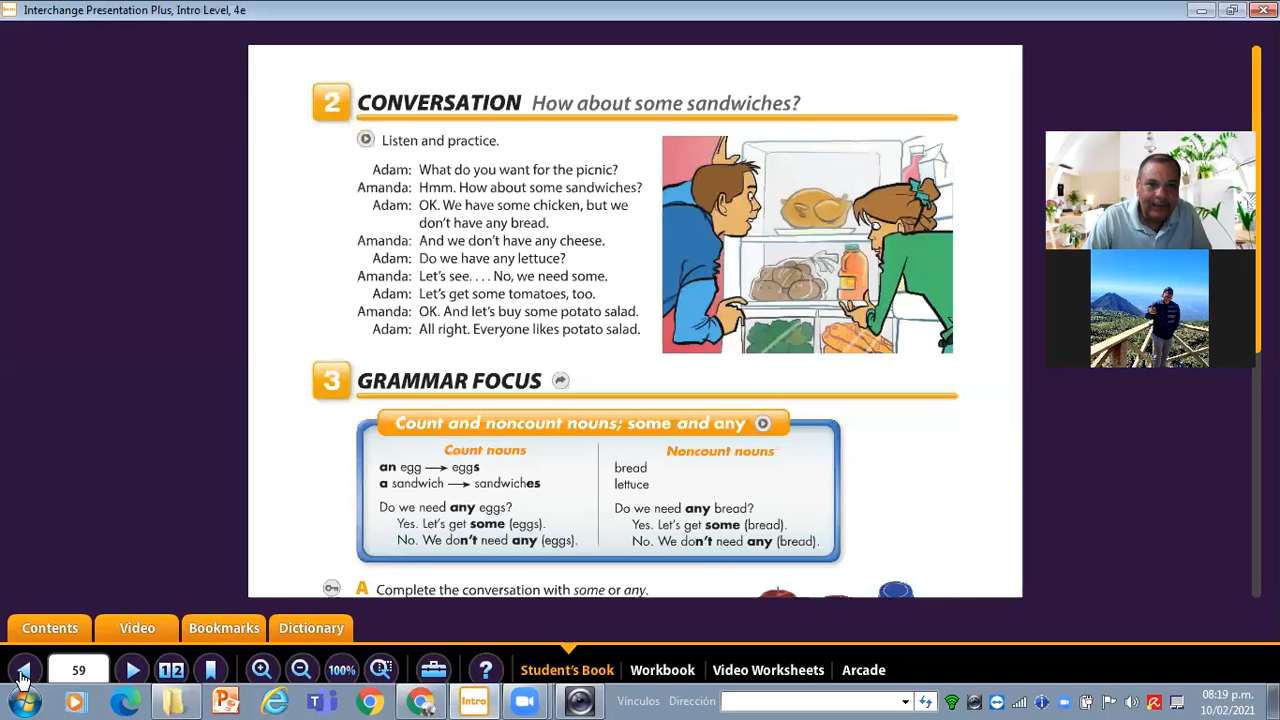 Interchange Presentation Plus, Intro Level, 4e
2 CONVERSATION How about some sandwiches?
Listen and practice.
Adam: What do you want for the picnic?
Amanda: Hmm. How about some sandwiches?
Adam: OK. We have some chicken, but we
don't have any bread.
Amanda: And we don't have any cheese.
Adam: Do we have any lettuce?
Amanda: Let's see. . . . No, we need some.
Adam: Let's get some tomatoes, too.
Amanda: OK. And let's buy some potato salad.
Adam: All right. Everyone likes potato salad.
3 GRAMMAR FOCUS
Count and noncount nouns; some and any
Count nouns
an egg → eggs
a sandwich → sandwiches
Do we need any eggs?
Yes. Let's get some (eggs).
No. We don't need any (eggs).
Noncount nouns
bread
lettuce
Do we need any bread?
Yes. Let's get some (bread).
No. We don't need any (bread).
A Complete the conversation with some or any.
Contents Video Bookmarks Dictionary
59 12 100% Student's Book Workbook Video Worksheets Arcade
Intro Vínculos Dirección 08:19 p.m.
10/02/2021